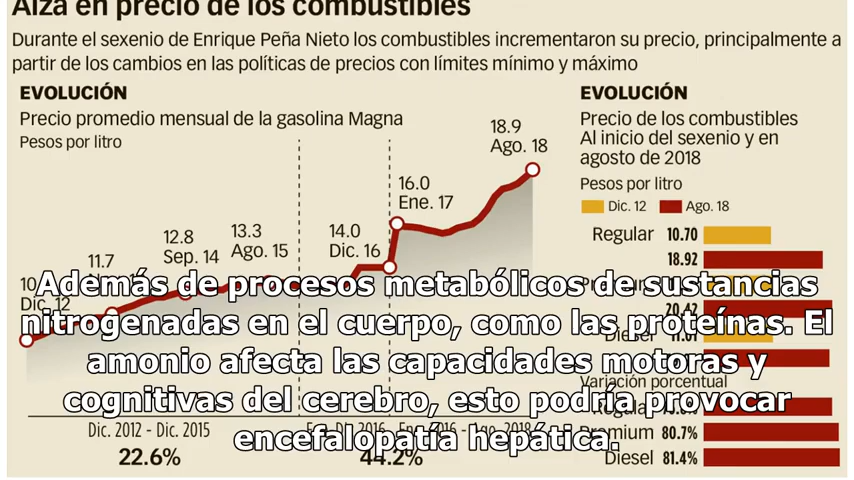 Alza en precio de los combustibles
Durante el sexenio de Enrique Peña Nieto los combustibles incrementaron su precio, principalmente a
partir de los cambios en las políticas de precios con límites mínimo y máximo
EVOLUCIÓN
Precio promedio mensual de la gasolina Magna
Pesos por litro
10
Dic. 12
11.7
12.8
Sep. 14
13.3
Ago. 15
14.0
Dic. 16
16.0
Ene. 17
18.9
Ago. 18
Dic. 2012 - Dic. 2015
22.6%
44.2%
EVOLUCIÓN
Precio de los combustibles
Al inicio del sexenio y en
agosto de 2018
Pesos por litro
Dic. 12 Ago. 18
Regular 10.70
18.92
20.42
Diesel
Variación porcentual
Regular
Premium 80.7%
Diesel 81.4%
Además de procesos metabólicos de sustancias
nitrogenadas en el cuerpo, como las proteínas. El
amonio afecta las capacidades motoras y
cognitivas del cerebro, esto podría provocar
encefalopatía hepática.